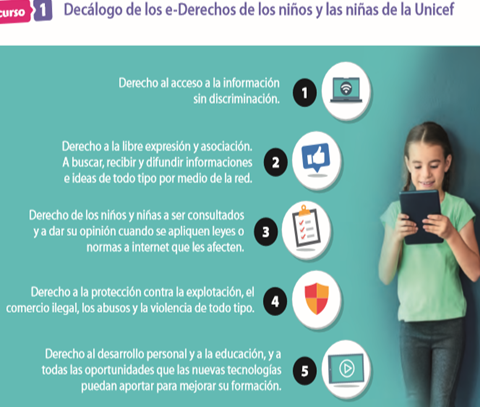 curso 1 Decálogo de los e-Derechos de los niños y las niñas de la Unicef
Derecho al acceso a la información
sin discriminación.
1
Derecho a la libre expresión y asociación.
A buscar, recibir y difundir informaciones
e ideas de todo tipo por medio de la red.
2
Derecho de los niños y niñas a ser consultados
y a dar su opinión cuando se apliquen leyes o
normas a internet que les afecten.
3
Derecho a la protección contra la explotación, el
comercio ilegal, los abusos y la violencia de todo tipo.
4
Derecho al desarrollo personal y a la educación, y a
todas las oportunidades que las nuevas tecnologías
puedan aportar para mejorar su formación.
5